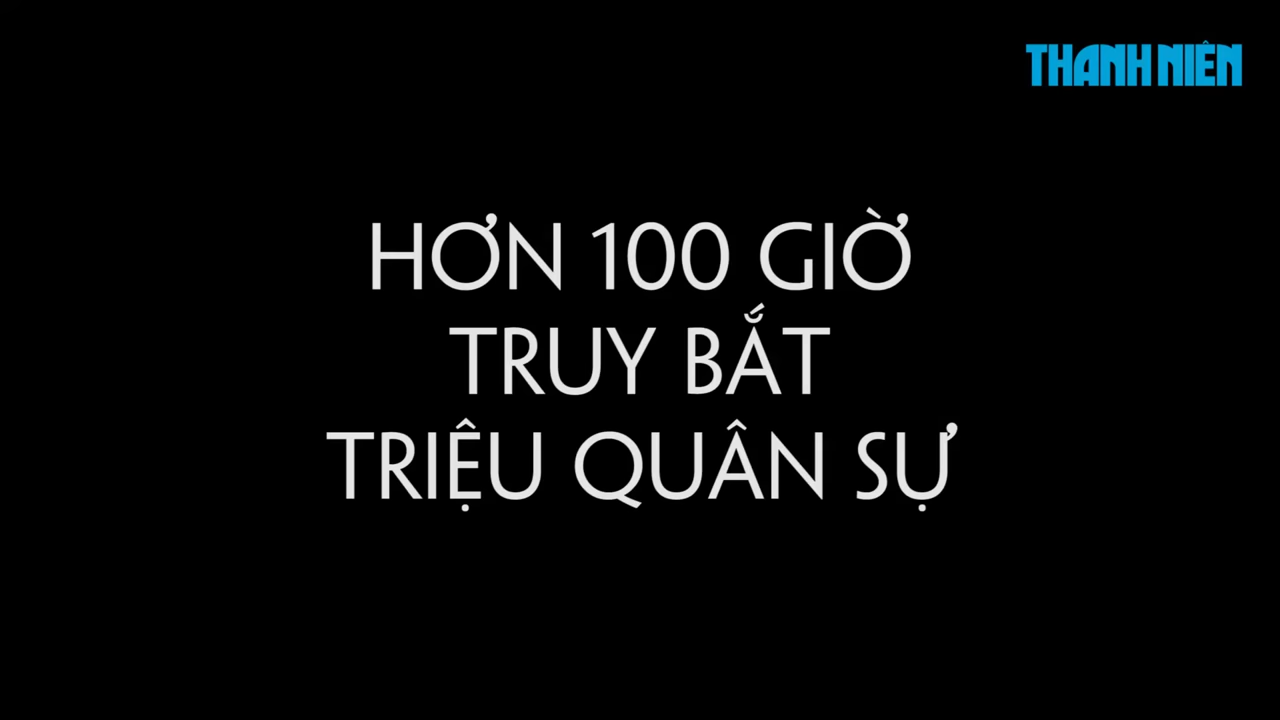 THANH NIÊN
HƠN 100 GIỜ
TRUY BẮT
TRIỆU QUÂN SỰ